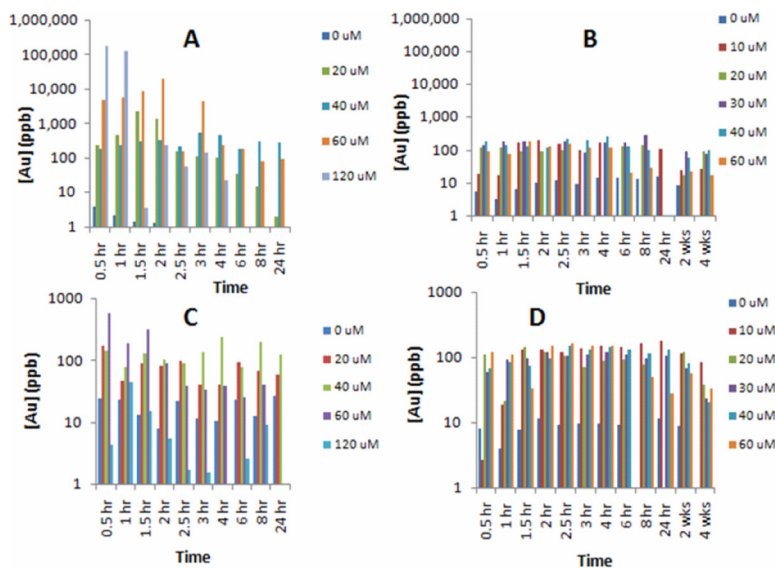 A
[Au] (ppb)
1,000,000
100,000
10,000
1,000
100
10
1
0.5 hr
1 hr
1.5 hr
2 hr
2.5 hr
3 hr
4 hr
6 hr
8 hr
24 hr
Time
0 uM
20 uM
40 uM
60 uM
120 uM
B
[Au] (ppb)
1,000,000
100,000
10,000
1,000
100
10
1
0.5 hr
1 hr
1.5 hr
2 hr
2.5 hr
3 hr
4 hr
6 hr
8 hr
24 hr
2 wks
4 wks
Time
0 uM
10 uM
20 uM
30 uM
40 uM
60 uM
C
[Au] (ppb)
1000
100
10
1
0.5 hr
1 hr
1.5 hr
2 hr
2.5 hr
3 hr
4 hr
6 hr
8 hr
24 hr
Time
0 uM
20 uM
40 uM
60 uM
120 uM
D
[Au] (ppb)
1000
100
10
1
0.5 hr
1 hr
1.5 hr
2 hr
2.5 hr
3 hr
4 hr
6 hr
8 hr
24 hr
2 wks
4 wks
Time
0 uM
10 uM
20 uM
30 uM
40 uM
60 uM